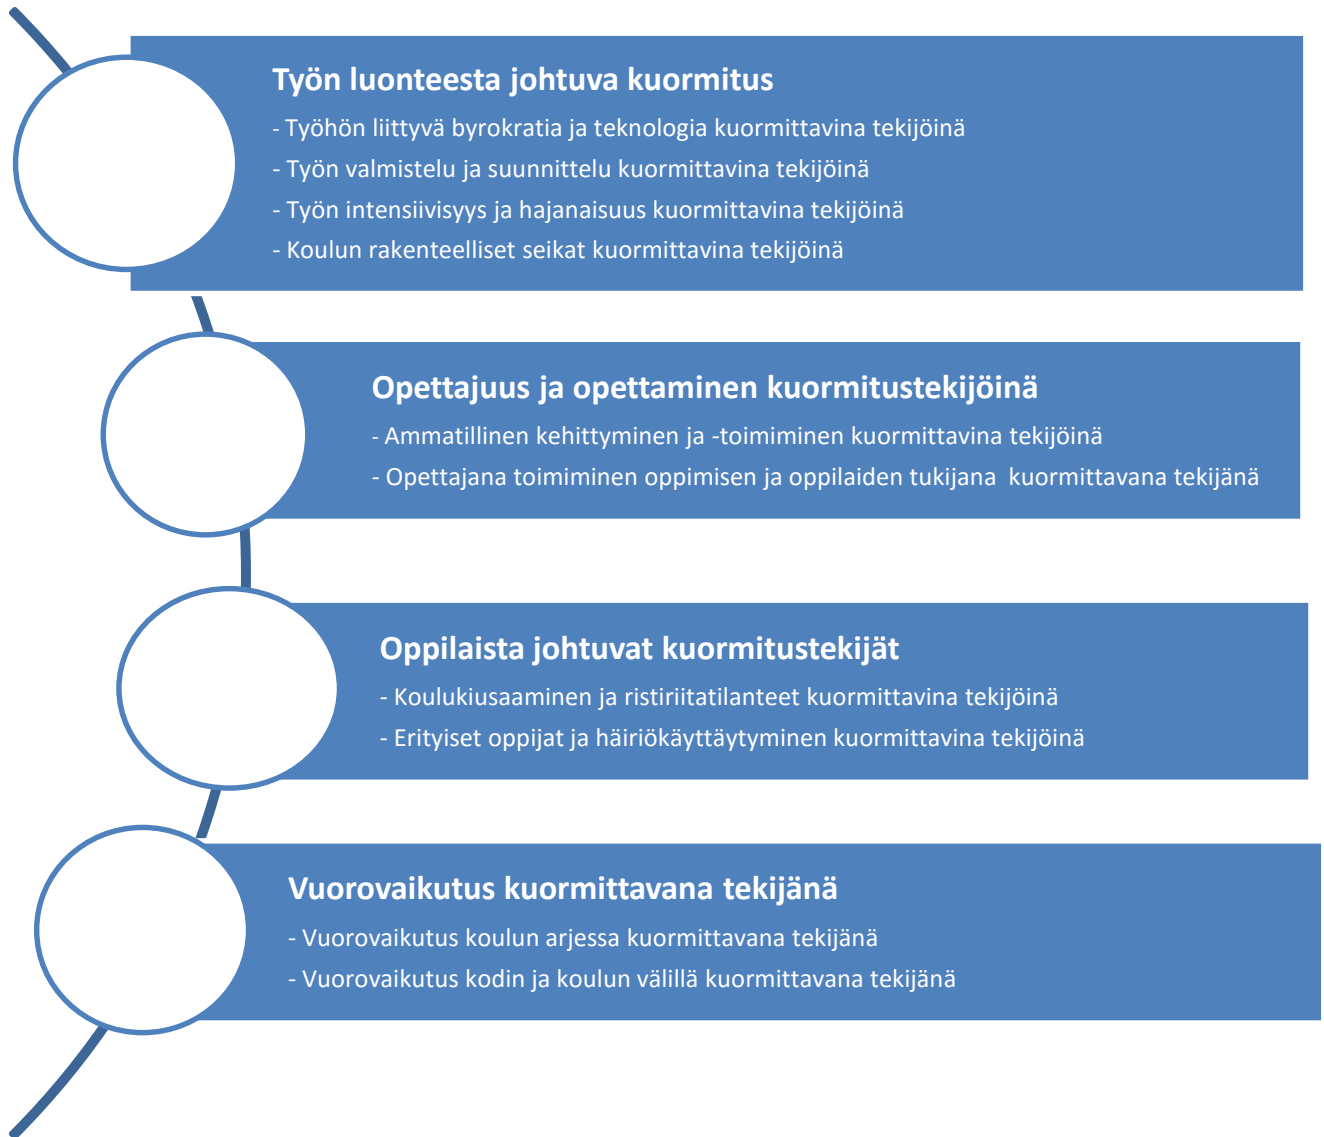 Työn luonteesta johtuva kuormitus
- Työhön liittyvä byrokratia ja teknologia kuormittavina tekijöinä
- Työn valmistelu ja suunnittelu kuormittavina tekijöinä
- Työn intensiivisyys ja hajanaisuus kuormittavina tekijöinä
- Koulun rakenteelliset seikat kuormittavina tekijöinä
Opettajuus ja opettaminen kuormitustekijöinä
- Ammatillinen kehittyminen ja -toimiminen kuormittavina tekijöinä
- Opettajana toimiminen oppimisen ja oppilaiden tukijana  kuormittavana tekijänä
Oppilaista johtuvat kuormitustekijät
- Koulukiusaaminen ja ristiriitatilanteet kuormittavina tekijöinä
- Erityiset oppijat ja häiriökäyttäytyminen kuormittavina tekijöinä
Vuorovaikutus kuormittavana tekijänä
- Vuorovaikutus koulun arjessa kuormittavana tekijänä
- Vuorovaikutus kodin ja koulun välillä kuormittavana tekijänä